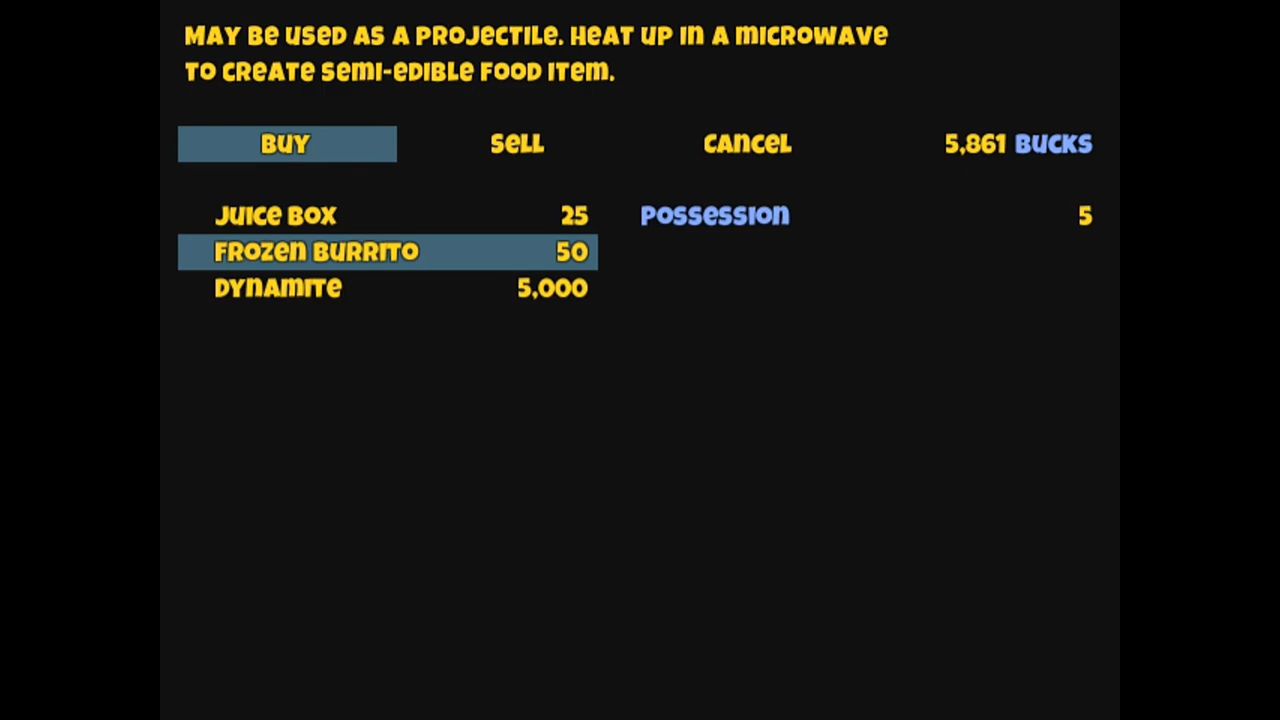 May be used as a projectile. Heat up in a microwave
to create semi-edible food item.
Buy Sell Cancel 5,861 Bucks
Juice Box 25 Possession 5
Frozen Burrito 50
Dynamite 5,000